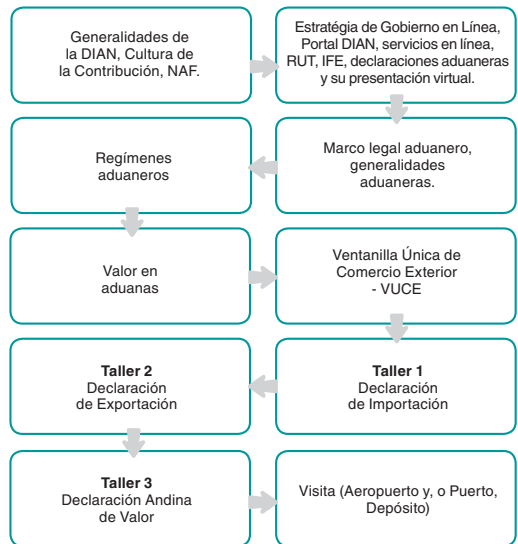 Generalidades de
la DIAN, Cultura de
la Contribución, NAF.
Estratégia de Gobierno en Línea,
Portal DIAN, servicios en línea,
RUT, IFE, declaraciones aduaneras
y su presentación virtual.
Marco legal aduanero,
generalidades
aduaneras.
Regímenes
aduaneros
Valor en
aduanas
Ventanilla Única de
Comercio Exterior
- VUCE
Taller 1
Declaración
de Importación
Taller 2
Declaración
de Exportación
Taller 3
Declaración Andina
de Valor
Visita (Aeropuerto y, o Puerto,
Depósito)